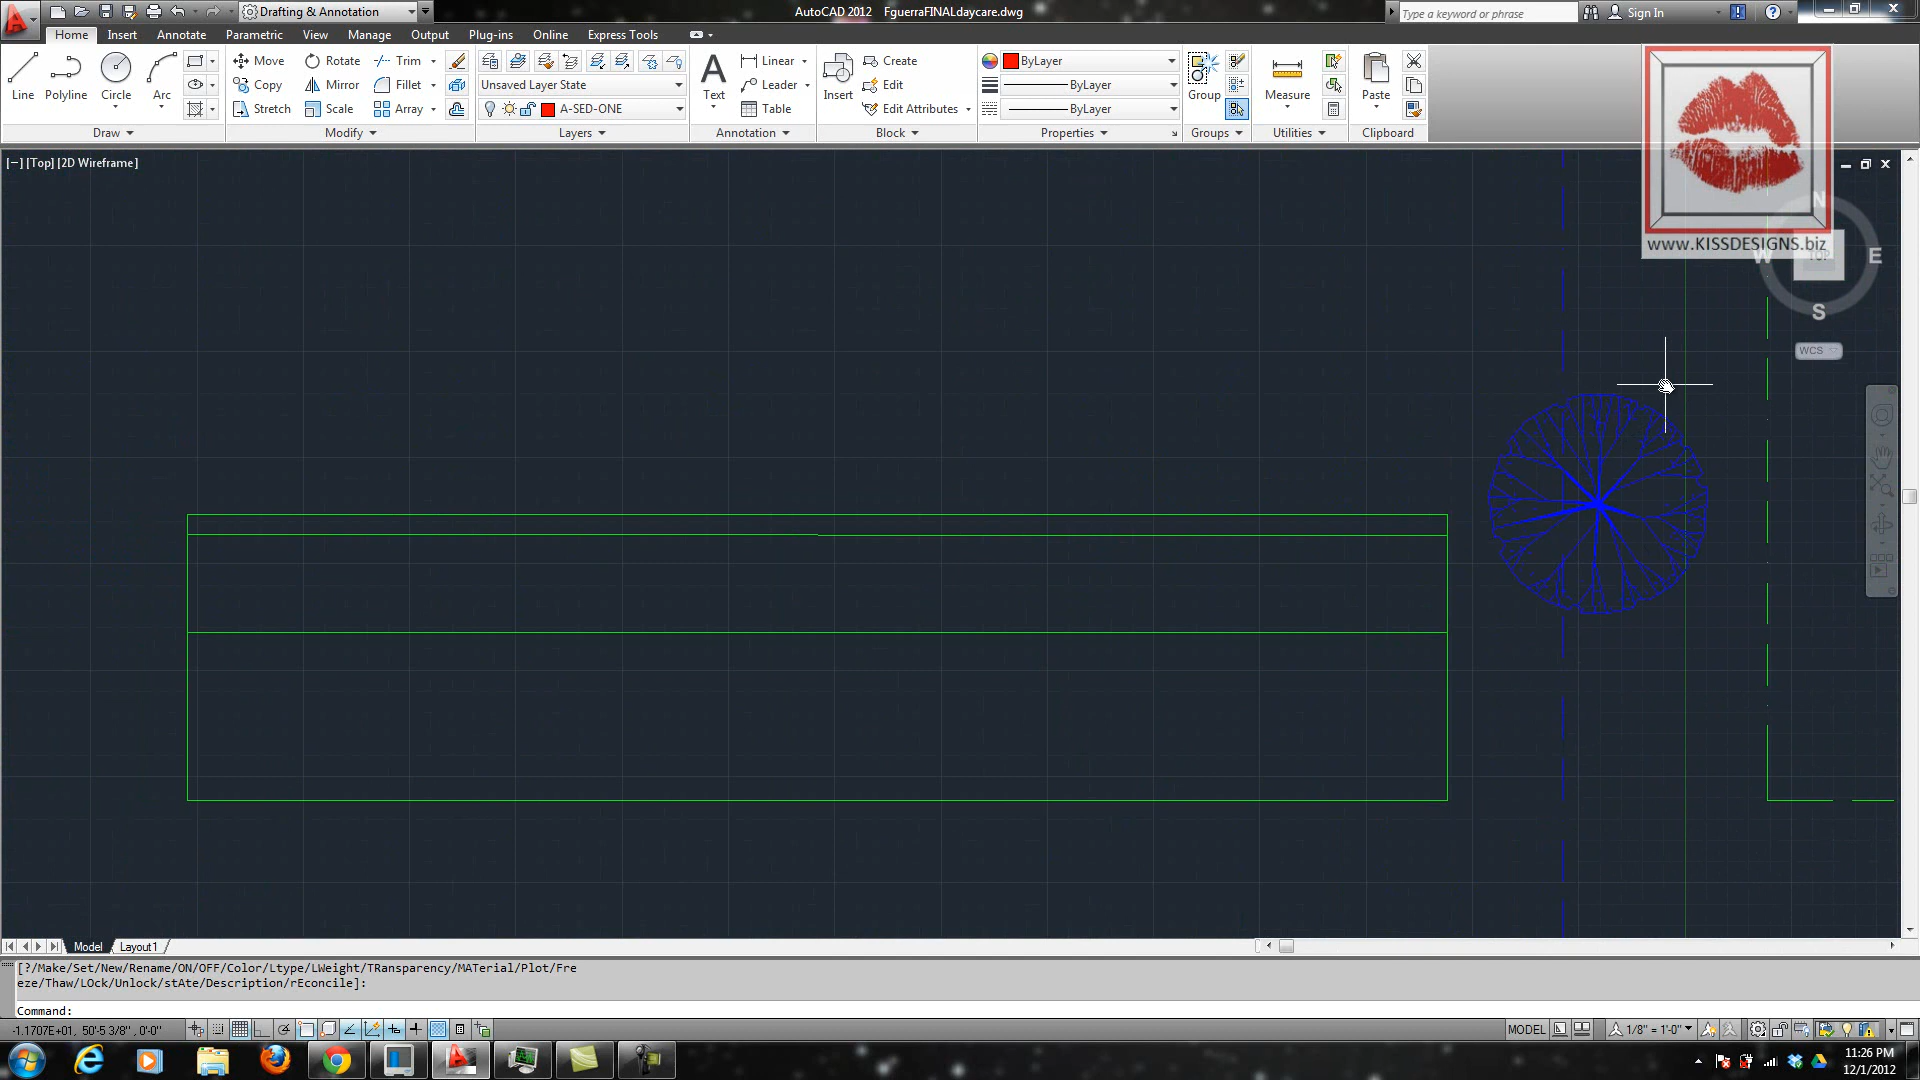 Drafting & Annotation
AutoCAD 2012 FguerraFINALdaycare.dwg
Type a keyword or phrase
Sign In
Home Insert Annotate Parametric View Manage Output Plug-ins Online Express Tools
Line Polyline Circle Arc
Draw
Move Rotate Trim
Copy Mirror Fillet
Stretch Scale Array
Modify
Unsaved Layer State
A-SED-ONE
Layers
Text
Linear
Leader
Table
Annotation
Insert
Create
Edit
Edit Attributes
Block
ByLayer
ByLayer
ByLayer
Properties
Group
Groups
Measure
Utilities
Paste
Clipboard
[−] [Top] [2D Wireframe]
www.KISSDESIGNS.biz
N
W TOP E
S
WCS
Model Layout1
[?/Make/Set/New/Rename/ON/OFF/Color/Ltype/LWeight/TRansparency/MATerial/Plot/Fre
eze/Thaw/LOck/Unlock/stAte/Description/rEconcile]:
Command:
-1.1707E+01, 50'-5 3/8" , 0'-0"
MODEL
1/8" = 1'-0"
11:26 PM
12/1/2012